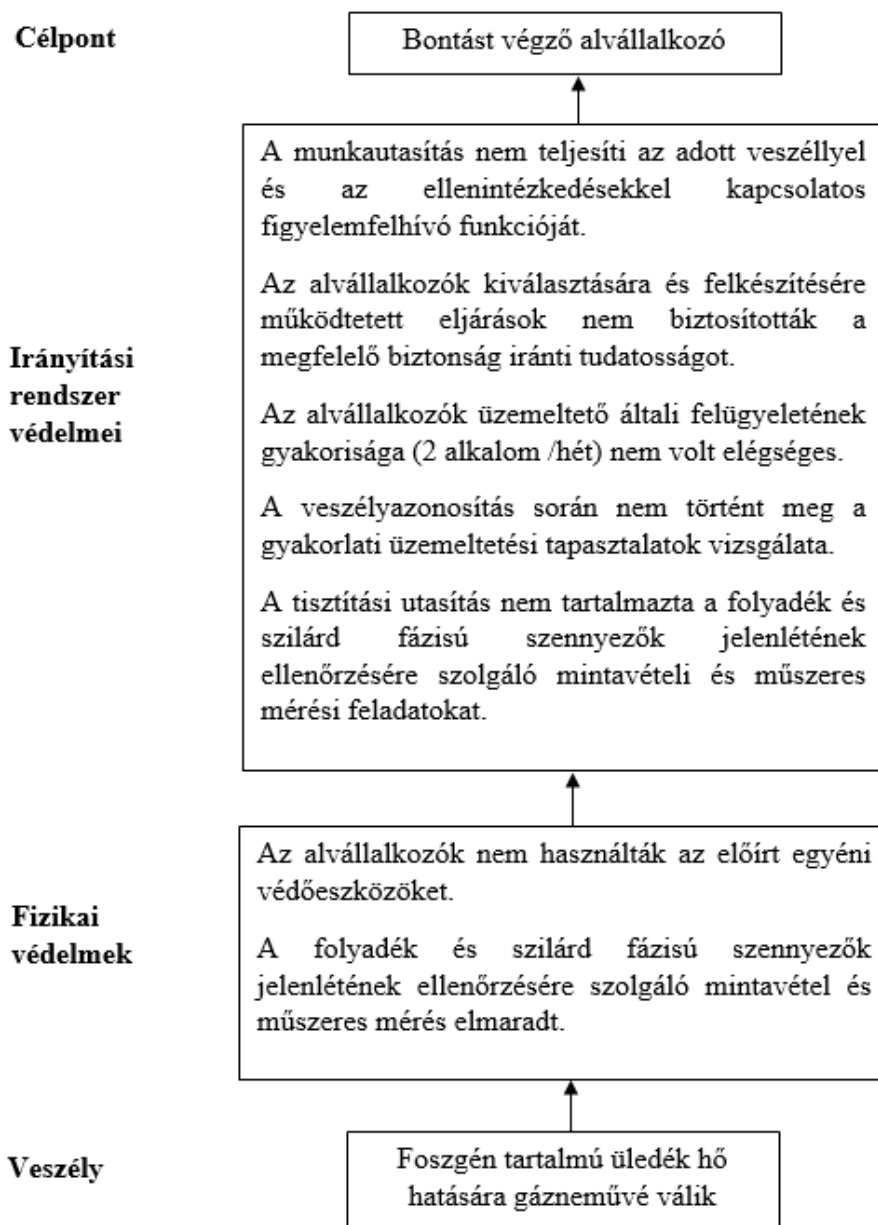 Célpont
Bontást végző alvállalkozó
A munkautasítás nem teljesíti az adott veszéllyel
és az ellenintézkedésekkel kapcsolatos
figyelemfelhívó funkcióját.
Az alvállalkozók kiválasztására és felkészítésére
működtetett eljárások nem biztosították a
megfelelő biztonság iránti tudatosságot.
Irányítási
rendszer
védelmei
Az alvállalkozók üzemeltető általi felügyeletének
gyakorisága (2 alkalom /hét) nem volt elégséges.
A veszélyazonosítás során nem történt meg a
gyakorlati üzemeltetési tapasztalatok vizsgálata.
A tisztítási utasítás nem tartalmazta a folyadék és
szilárd fázisú szennyezők jelenlétének
ellenőrzésére szolgáló mintavételi és műszeres
mérési feladatokat.
Fizikai
védelmek
Az alvállalkozók nem használták az előírt egyéni
védőeszközöket.
A folyadék és szilárd fázisú szennyezők
jelenlétének ellenőrzésére szolgáló mintavétel és
műszeres mérés elmaradt.
Veszély
Foszgén tartalmú üledék hő
hatására gázneművé válik